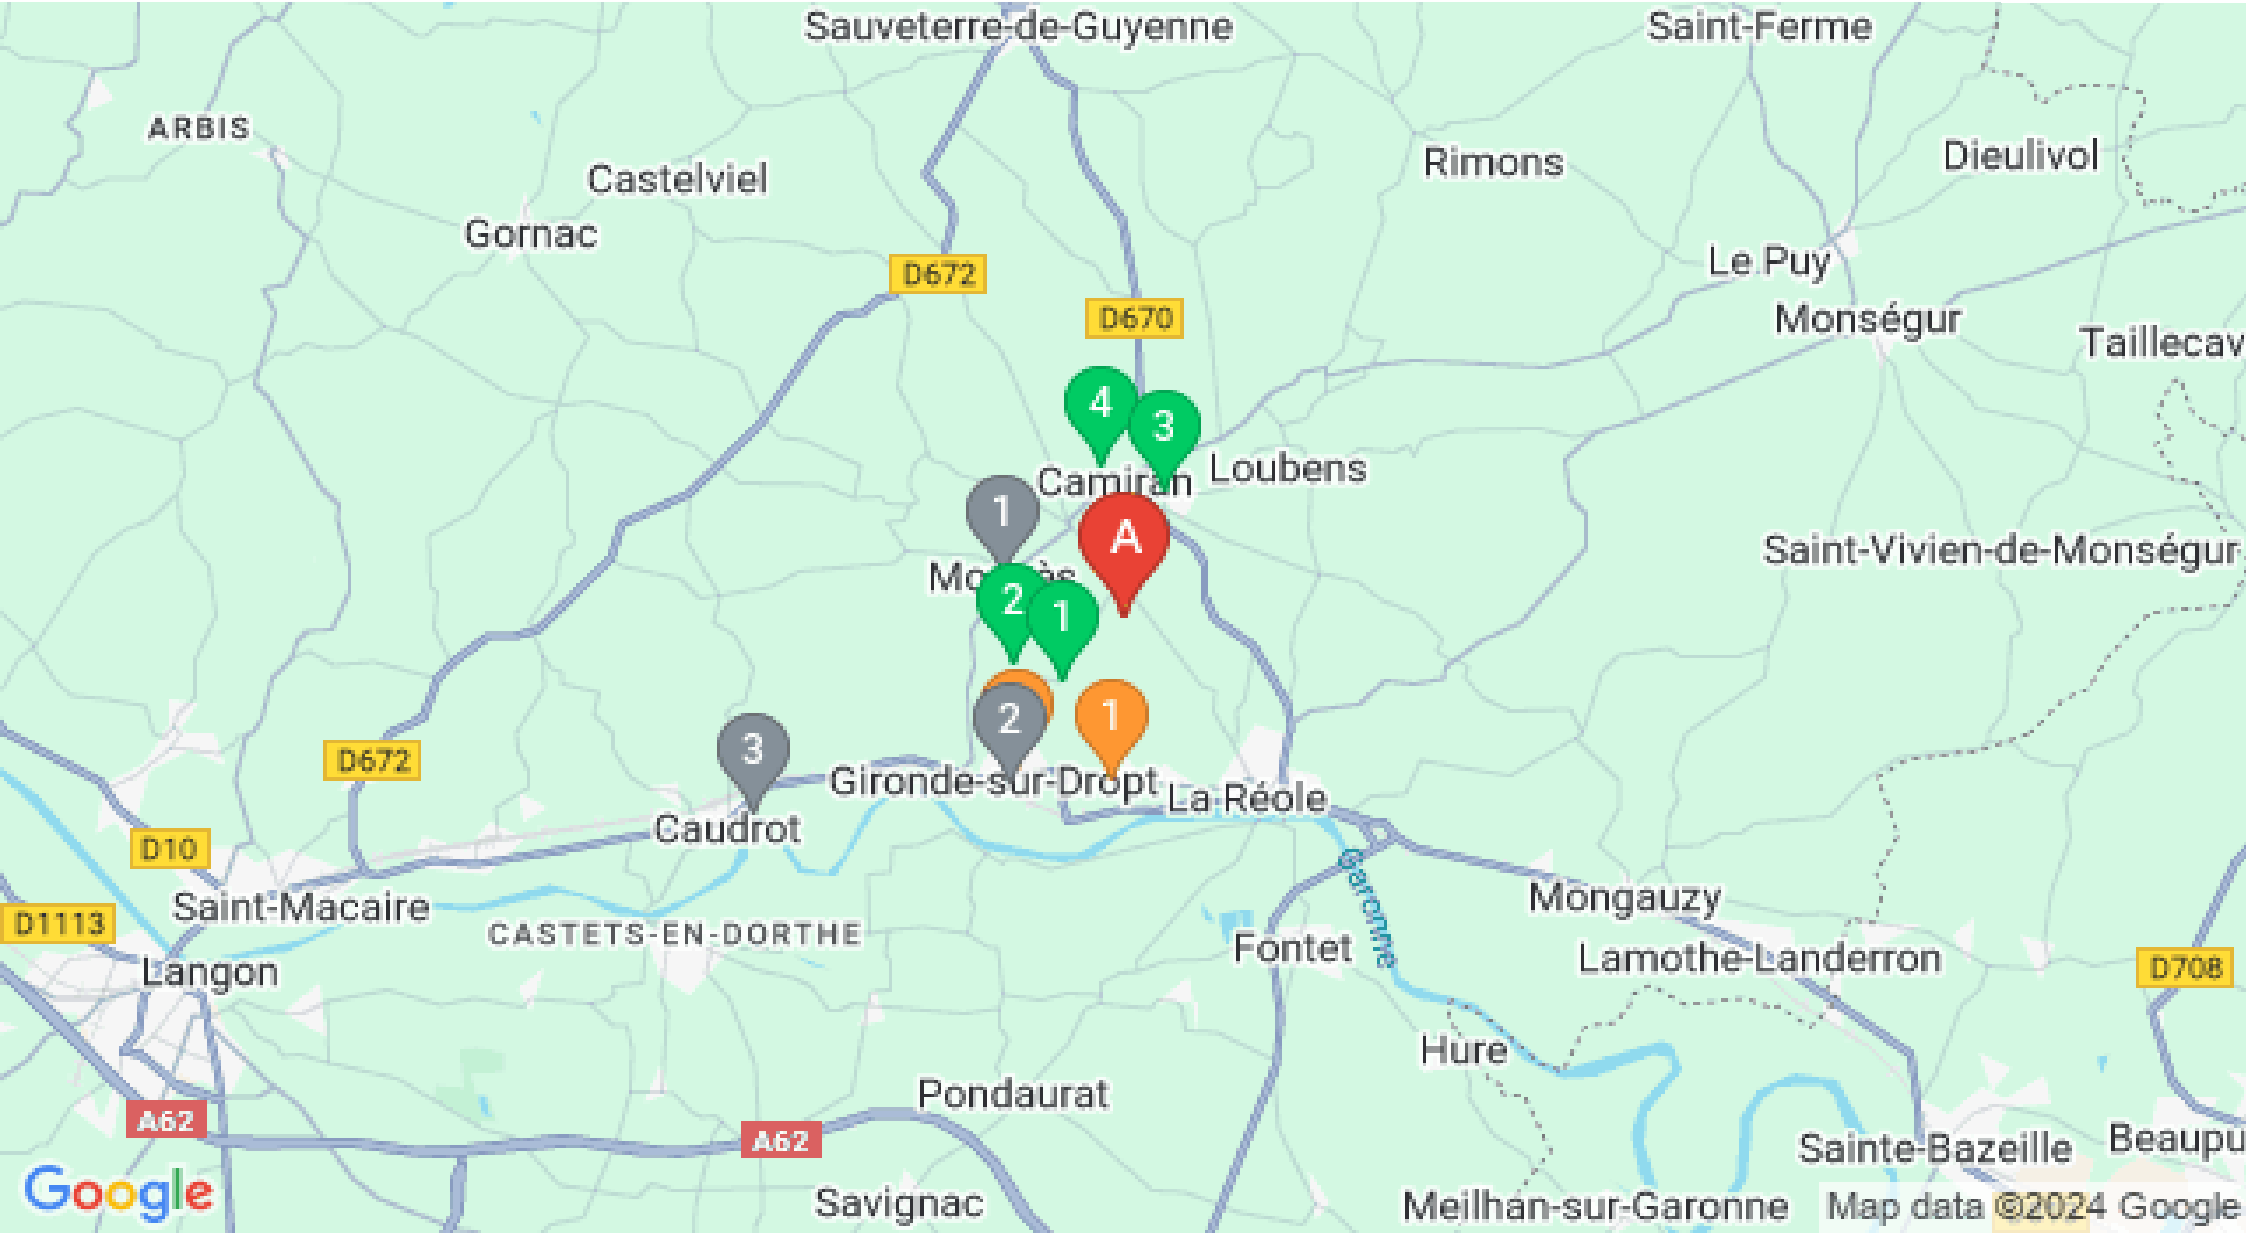 Sauveterre-de-Guyenne
Saint-Ferme
ARBIS
Dieulivol
Rimons
Castelviel
Gornac
Le Puy
D672
D670
Monségur
Taillecav
4
3
Loubens
Camiran
1
A
Saint-Vivien-de-Monségur
2
1
2
1
3
D672
Gironde-sur-Dropt
La Réole
Caudrot
D10
Mongauzy
Saint-Macaire
D1113
CASTETS-EN-DORTHE
Garonne
Fontet
Lamothe-Landerron
D708
Langon
Hure
Pondaurat
A62
A62
Sainte-Bazeille
Beaupu
Google
Savignac
Meilhan-sur-Garonne
Map data ©2024 Google